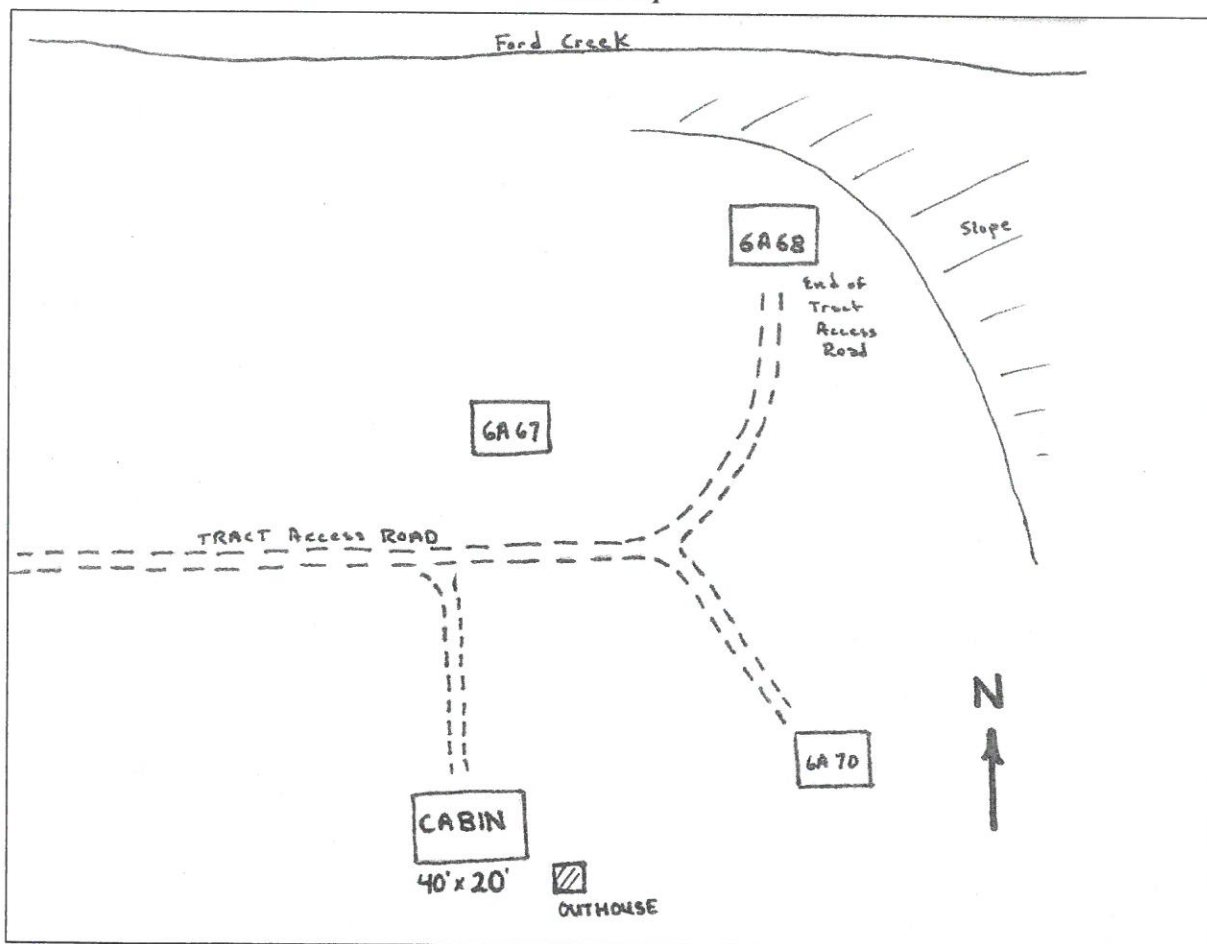 Ford Creek
Slope
6A68
End of
Tract
Access
Road
6A67
TRACT Access ROAD
N
6A70
CABIN
40' x 20'
OUTHOUSE